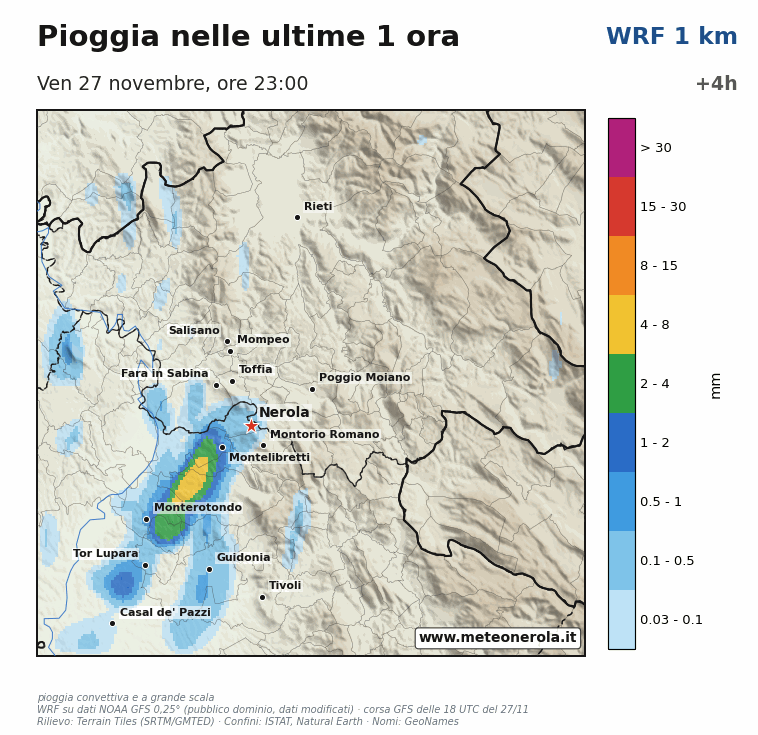 Pioggia nelle ultime 1 ora
WRF 1 km
Ven 27 novembre, ore 23:00
+4h
> 30
15 - 30
8 - 15
4 - 8
2 - 4
1 - 2
0.5 - 1
0.1 - 0.5
0.03 - 0.1
mm
Rieti
Salisano
Mompeo
Toffia
Fara in Sabina
Poggio Moiano
Nerola
Montorio Romano
Montelibretti
Monterotondo
Tor Lupara
Guidonia
Tivoli
Casal de' Pazzi
www.meteonerola.it
pioggia convettiva e a grande scala
WRF su dati NOAA GFS 0,25° (pubblico dominio, dati modificati) · corsa GFS delle 18 UTC del 27/11
Rilievo: Terrain Tiles (SRTM/GMTED) · Confini: ISTAT, Natural Earth · Nomi: GeoNames